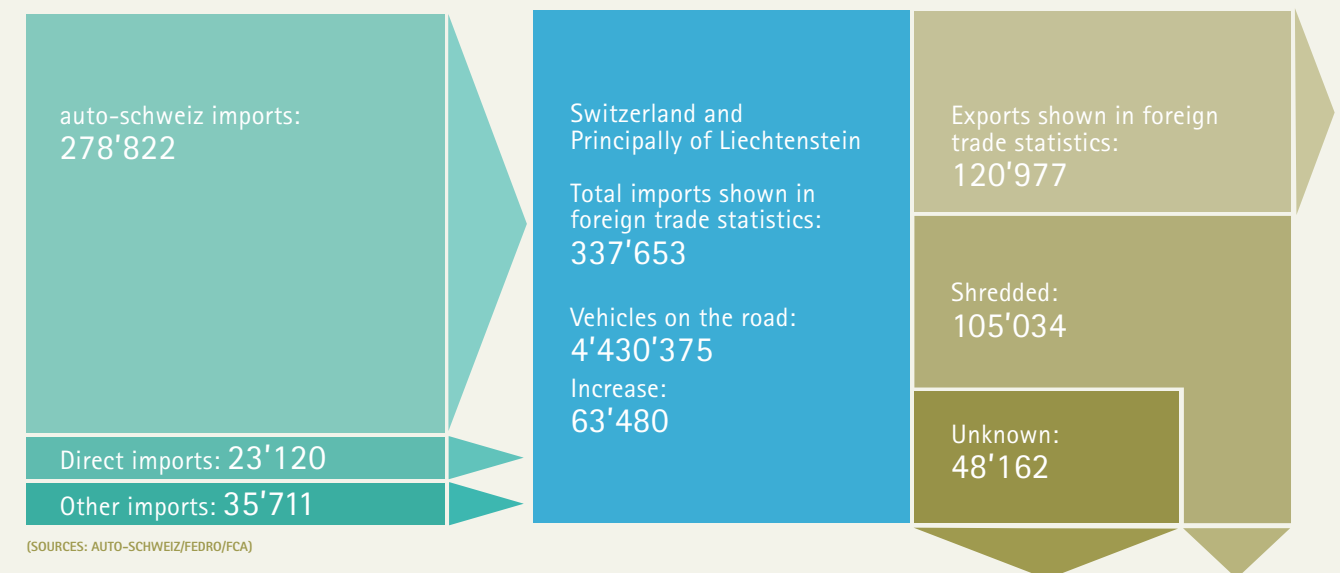 auto-schweiz imports:
278'822
Direct imports: 23'120
Other imports: 35'711
(SOURCES: AUTO-SCHWEIZ/FEDRO/FCA)
Switzerland and
Principally of Liechtenstein
Total imports shown in
foreign trade statistics:
337'653
Vehicles on the road:
4'430'375
Increase:
63'480
Exports shown in foreign
trade statistics:
120'977
Shredded:
105'034
Unknown:
48'162